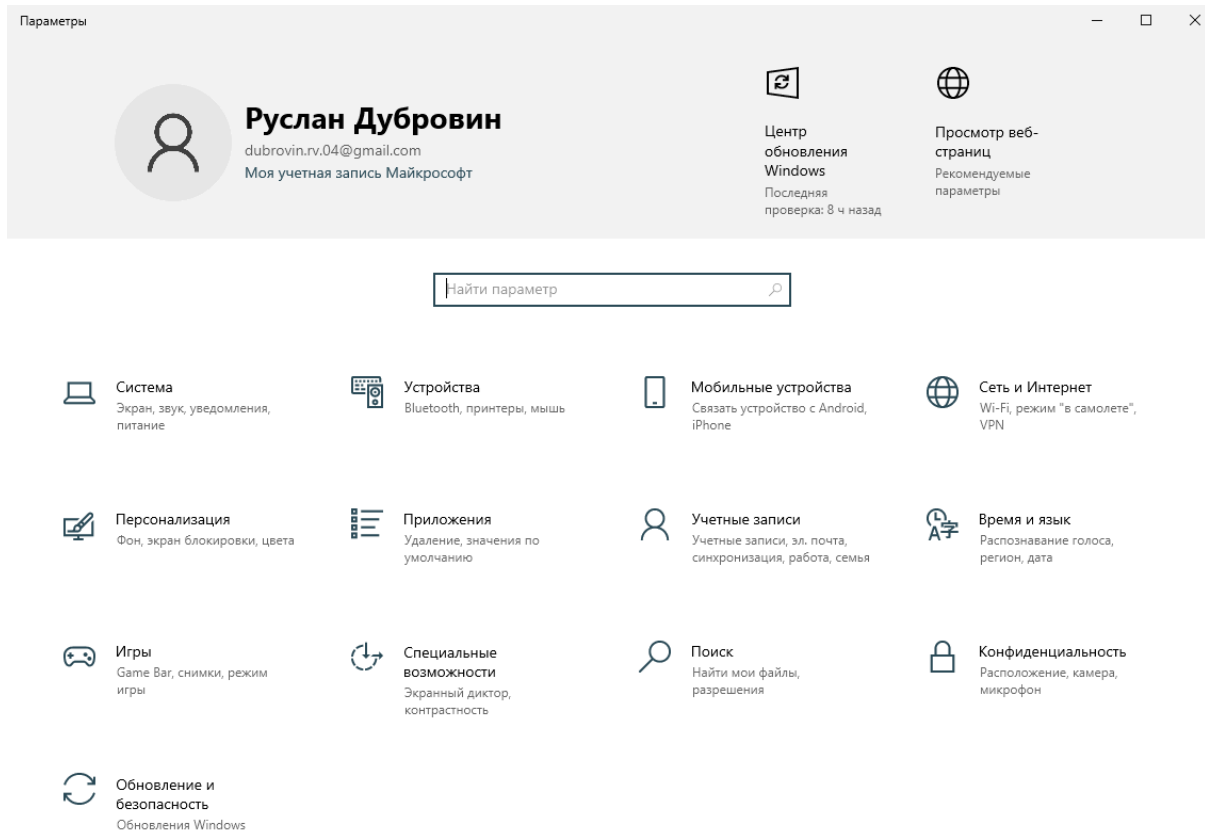 Параметры
Руслан Дубровин
dubrovin.rv.04@gmail.com
Моя учетная запись Майкрософт
Центр
обновления
Windows
Последняя
проверка: 8 ч назад
Просмотр веб-
страниц
Рекомендуемые
параметры
Найти параметр
Система
Экран, звук, уведомления,
питание
Устройства
Bluetooth, принтеры, мышь
Мобильные устройства
Связать устройство с Android,
iPhone
Сеть и Интернет
Wi-Fi, режим "в самолете",
VPN
Персонализация
Фон, экран блокировки, цвета
Приложения
Удаление, значения по
умолчанию
Учетные записи
Учетные записи, эл. почта,
синхронизация, работа, семья
Время и язык
Распознавание голоса,
регион, дата
Игры
Game Bar, снимки, режим
игры
Специальные
возможности
Экранный диктор,
контрастность
Поиск
Найти мои файлы,
разрешения
Конфиденциальность
Расположение, камера,
микрофон
Обновление и
безопасность
Обновления Windows